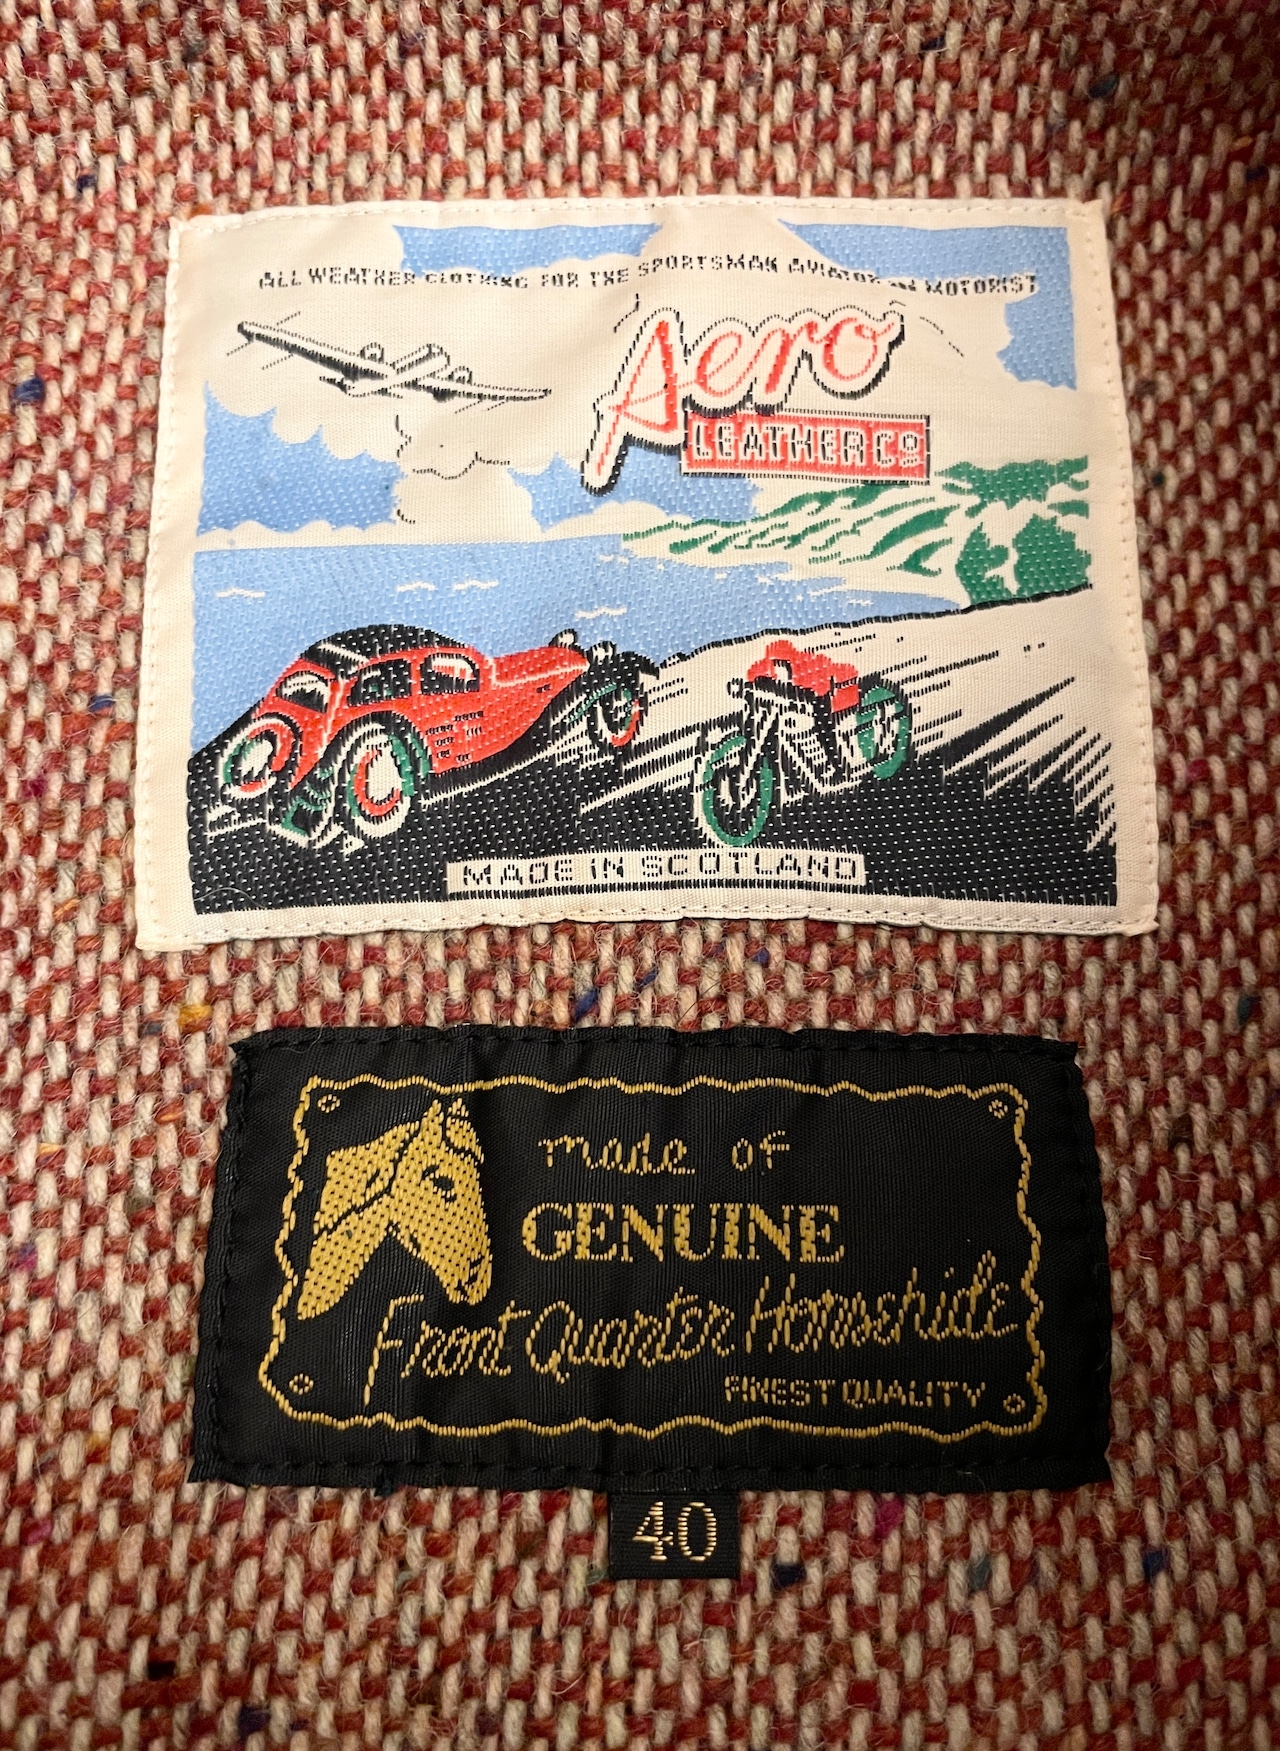 ALL WEATHER CLOTHING FOR THE SPORTSMAN AVIATOR AND MOTORIST
Aero
LEATHER CO
MADE IN SCOTLAND
made of
GENUINE
Front Quarter Horsehide
FINEST QUALITY
40